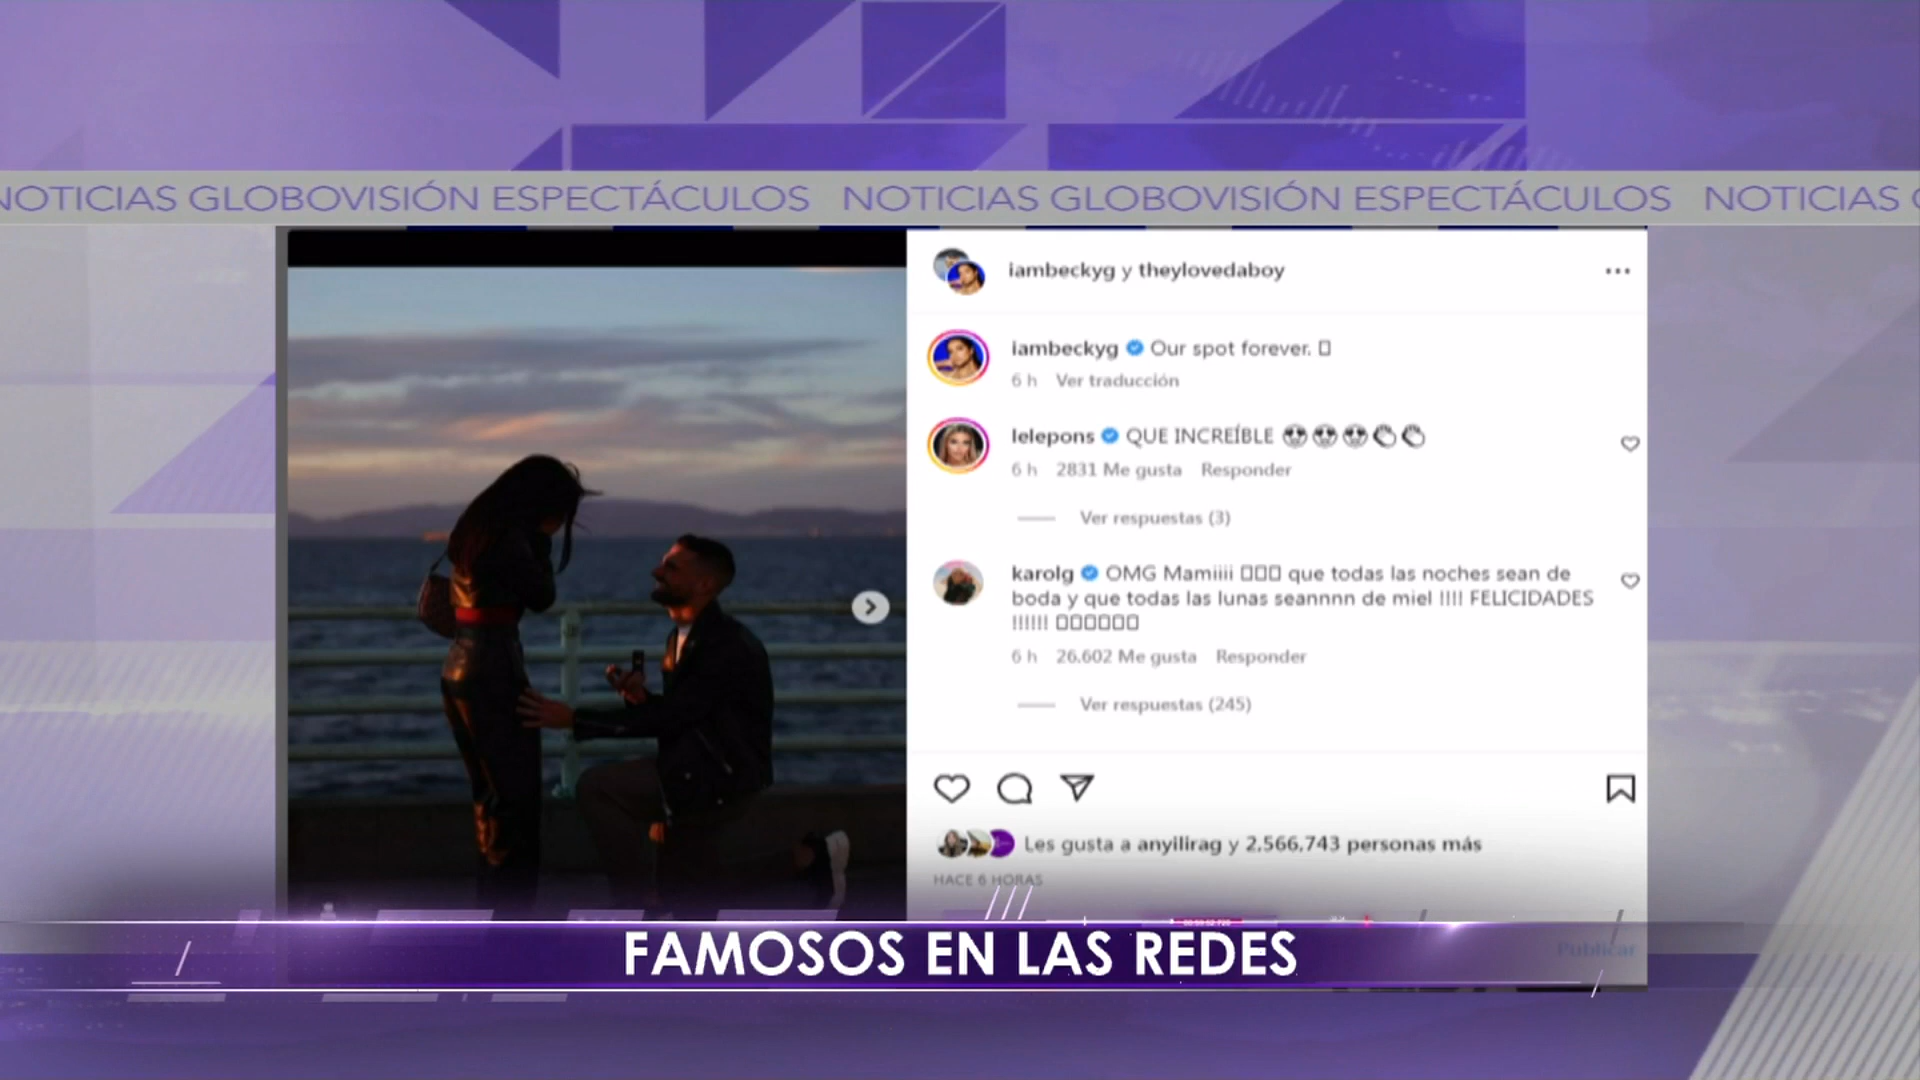 NOTICIAS GLOBOVISIÓN ESPECTÁCULOS NOTICIAS GLOBOVISIÓN ESPECTÁCULOS NOTICIAS
iambeckyg y theylovedaboy
iambeckyg Our spot forever.
6 h Ver traducción
lelepons QUE INCREÍBLE 😍😍😍👏👏
6 h 2831 Me gusta Responder
Ver respuestas (3)
karolg OMG Mamiiii que todas las noches sean de
boda y que todas las lunas seannnn de miel !!!! FELICIDADES
!!!!!!
6 h 26.602 Me gusta Responder
Ver respuestas (245)
Les gusta a anyilirag y 2.566.743 personas más
HACE 6 HORAS
Publicar
FAMOSOS EN LAS REDES